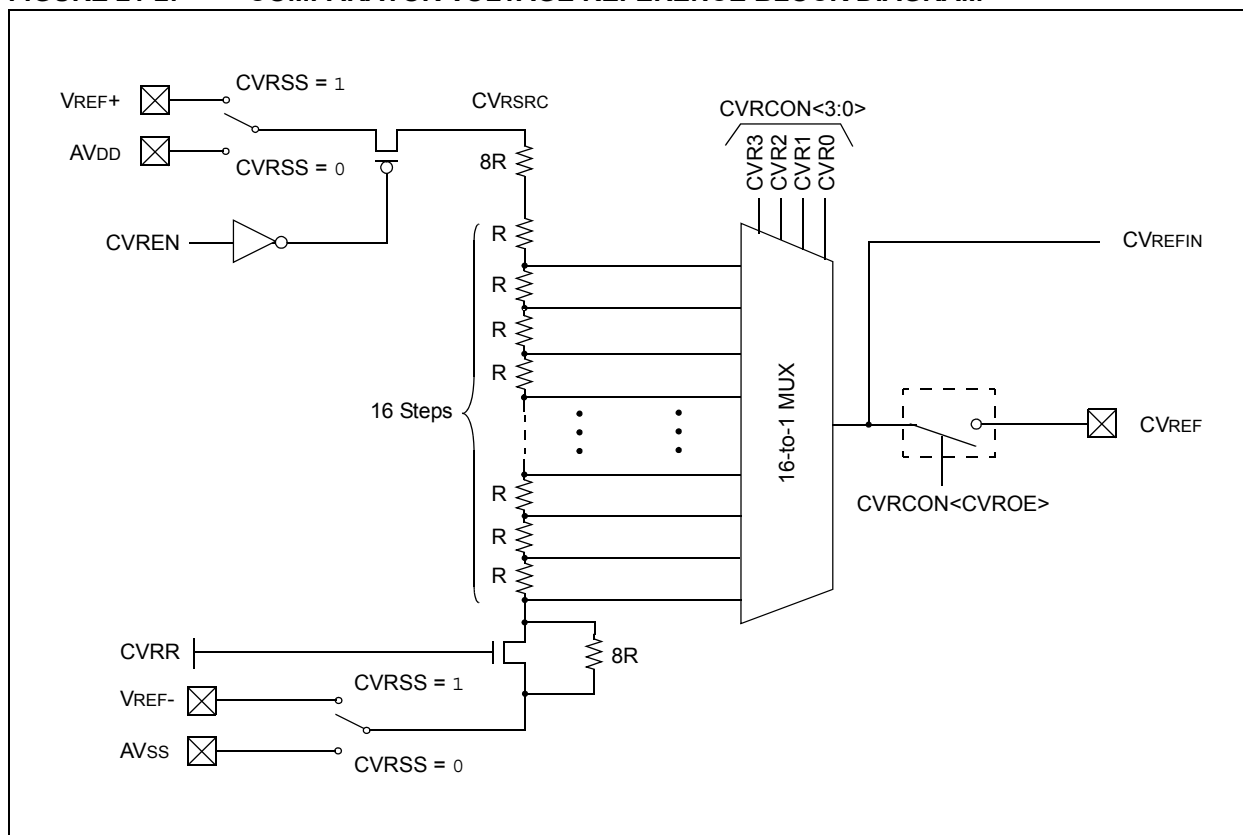 VREF+
CVRSS = 1
AVDD
CVRSS = 0
CVREN
CVRSRC
8R
R
R
R
R
16 Steps
R
R
R
CVRCON<3:0>
CVR3
CVR2
CVR1
CVR0
16-to-1 MUX
CVREFIN
CVREF
CVRCON<CVROE>
CVRR
8R
VREF-
CVRSS = 1
AVSS
CVRSS = 0